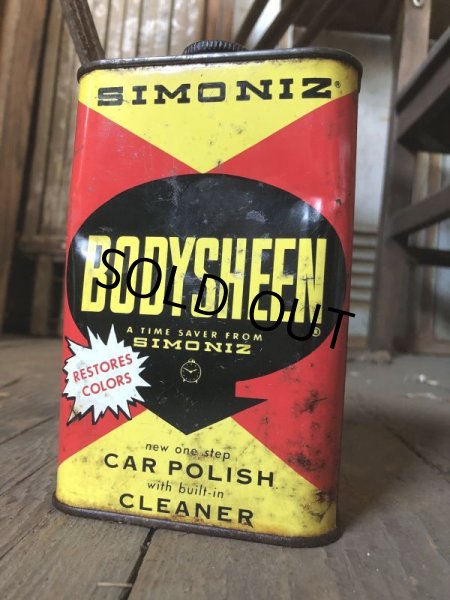 SIMONIZ®
BODYSHEEN®
SOLD OUT
A TIME SAVER FROM
SIMONIZ
RESTORES
COLORS
new one step
CAR POLISH
with built-in
CLEANER